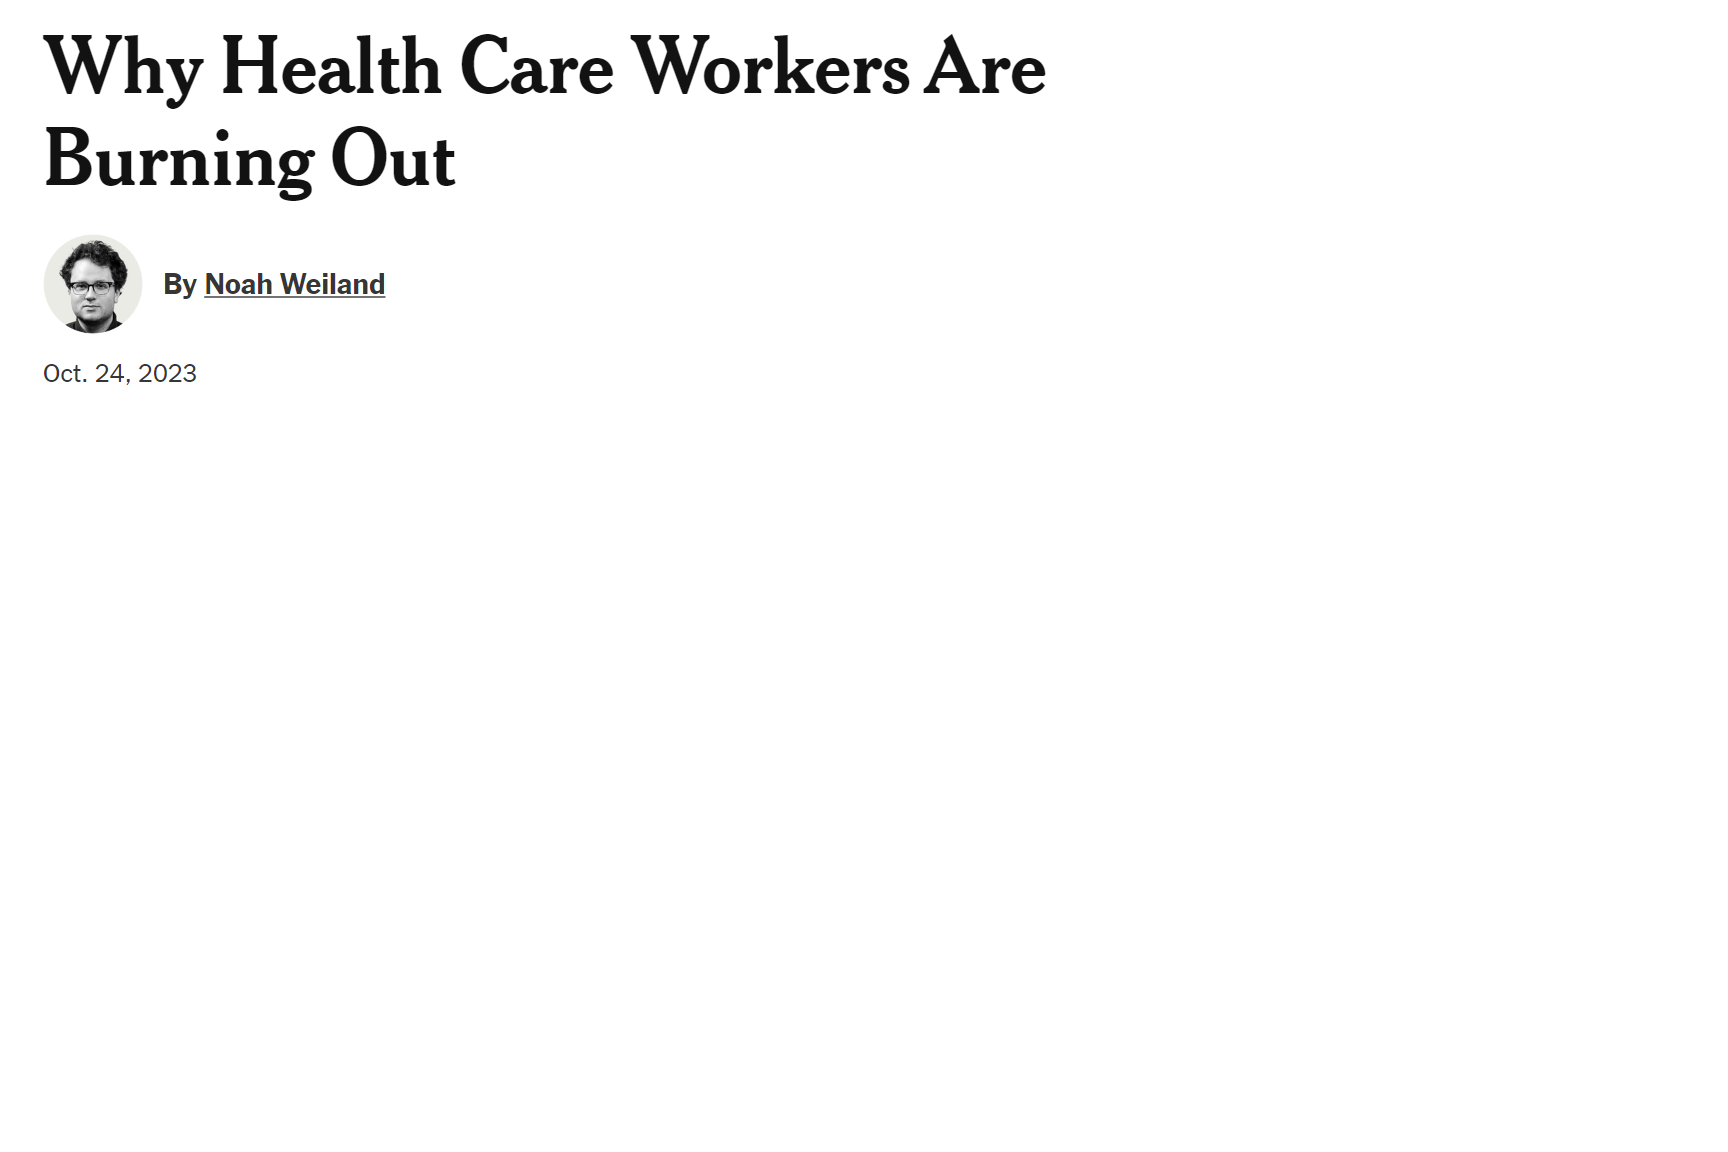 Why Health Care Workers Are
Burning Out
By Noah Weiland
Oct. 24, 2023